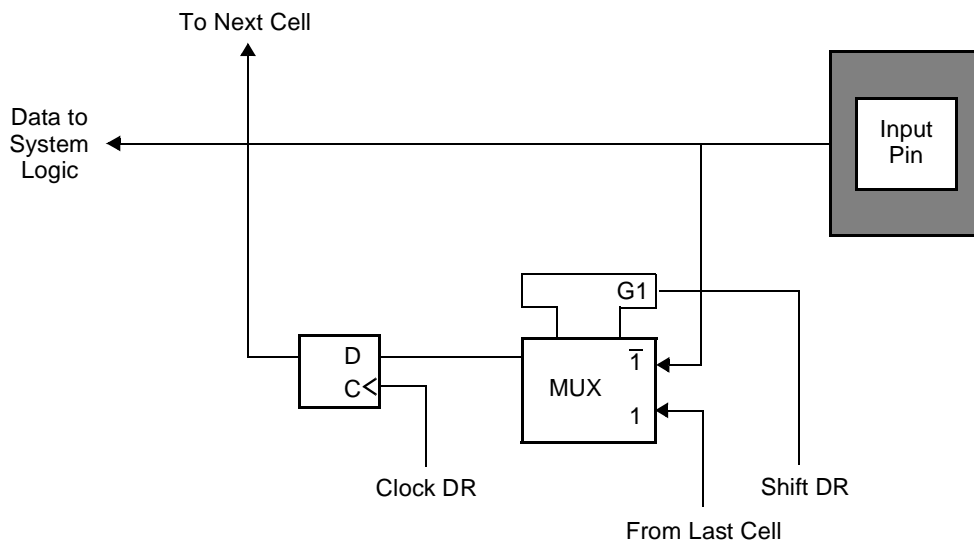 To Next Cell
Data to
System
Logic
Input
Pin
G1
D
C
MUX
1̅
1
Clock DR
Shift DR
From Last Cell